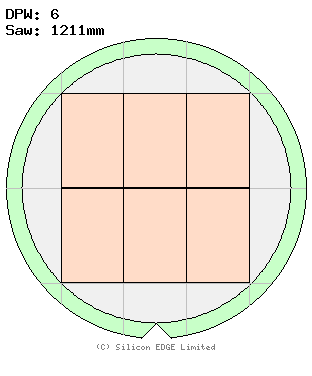 DPW: 6
Saw: 1211mm
(C) Silicon EDGE Limited